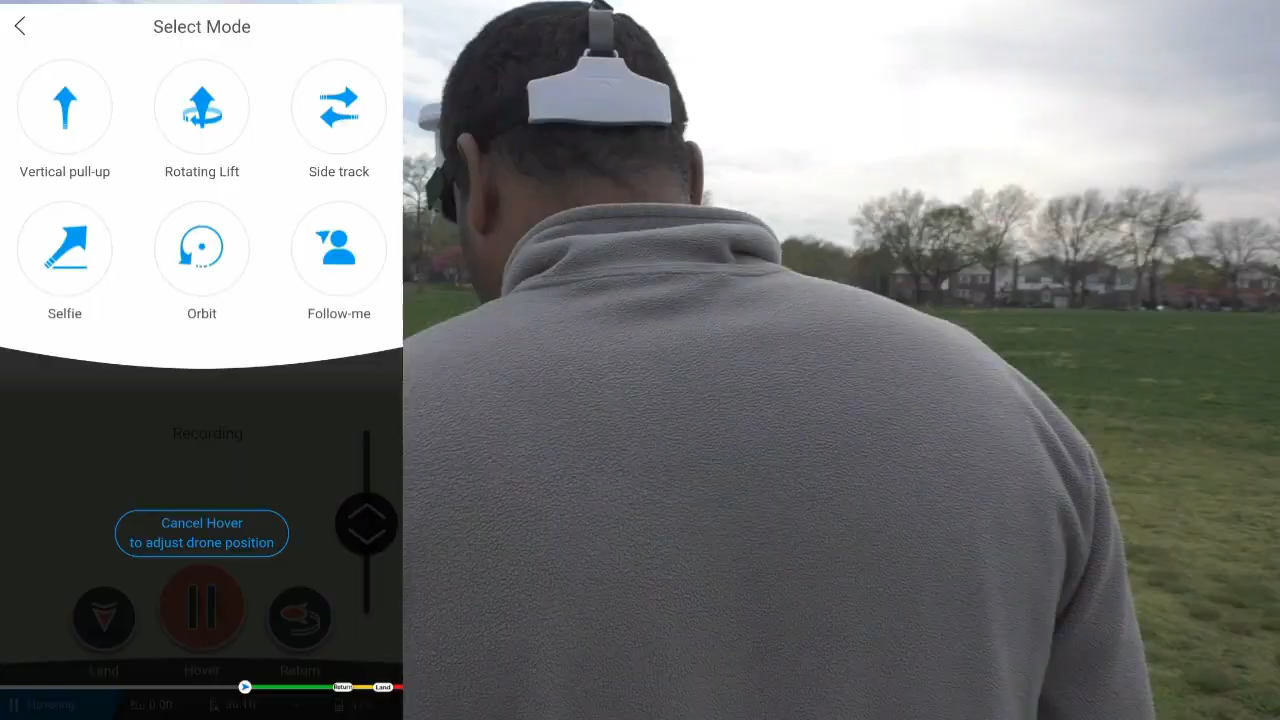 Select Mode
Vertical pull-up
Rotating Lift
Side track
Selfie
Orbit
Follow-me
Recording
Cancel Hover
to adjust drone position
Land
Hover
Return
Return
Land
Hovering